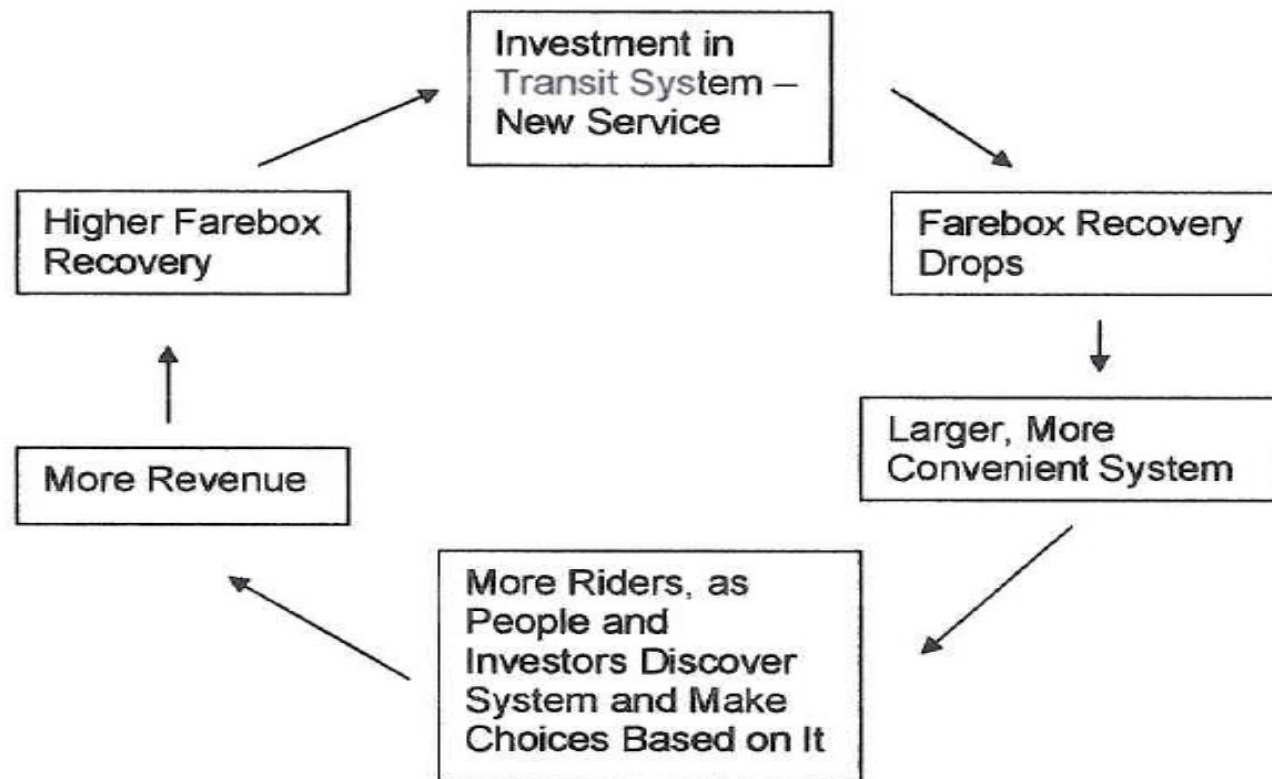 Investment in
Transit System –
New Service
Farebox Recovery
Drops
Larger, More
Convenient System
More Riders, as
People and
Investors Discover
System and Make
Choices Based on It
More Revenue
Higher Farebox
Recovery